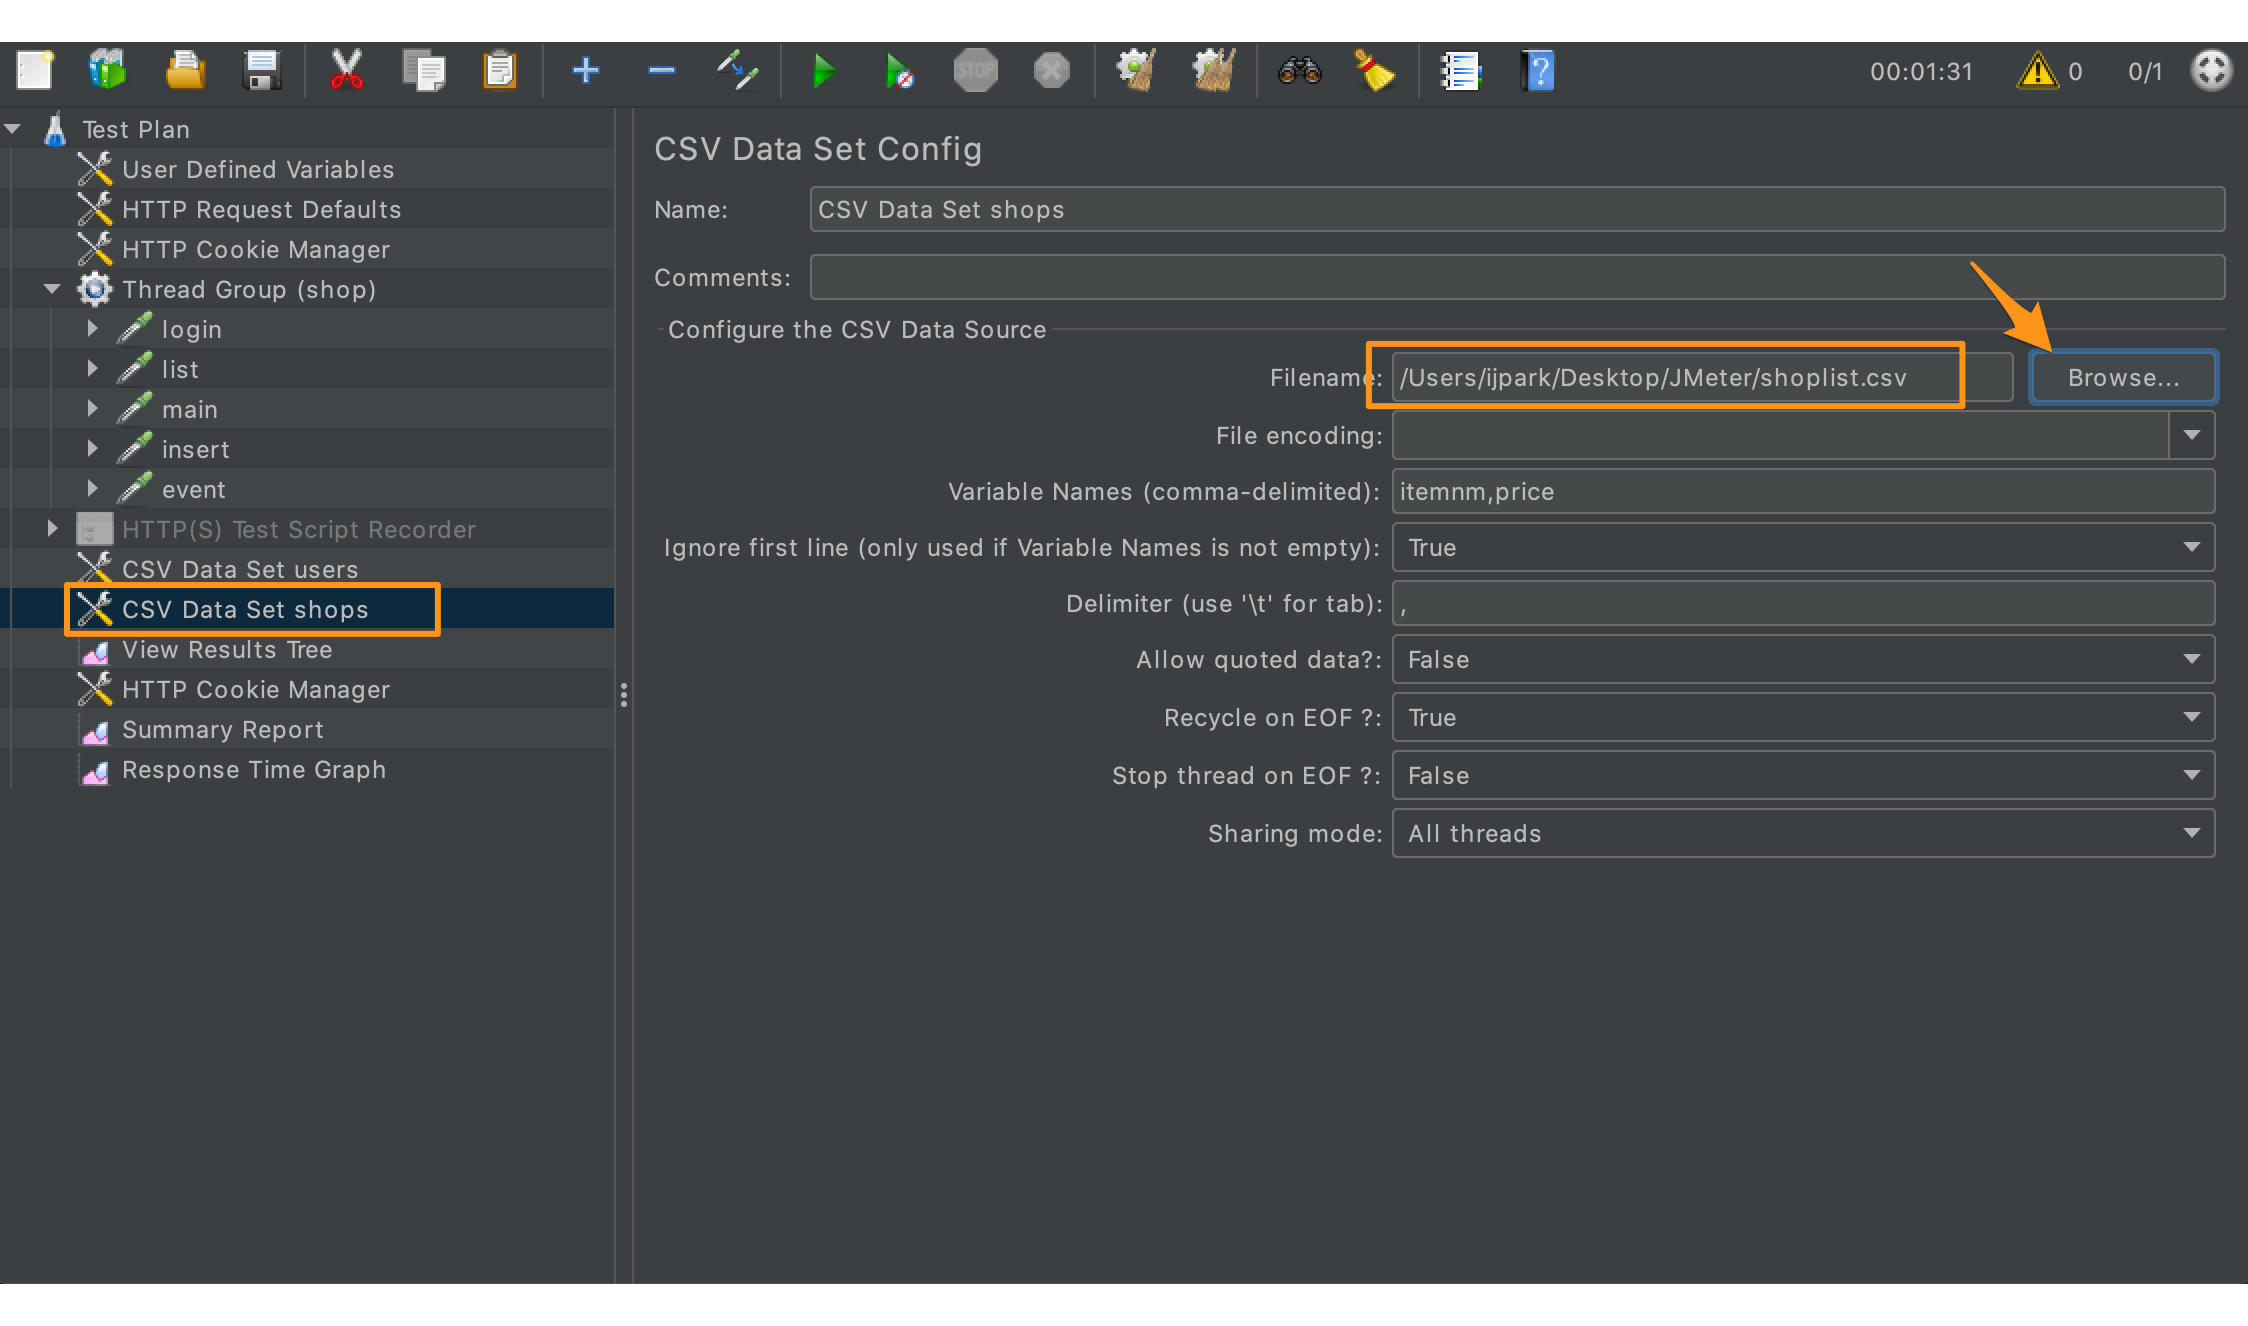 STOP
00:01:31
0
0/1
Test Plan
User Defined Variables
HTTP Request Defaults
HTTP Cookie Manager
Thread Group (shop)
login
list
main
insert
event
HTTP(S) Test Script Recorder
CSV Data Set users
CSV Data Set shops
View Results Tree
HTTP Cookie Manager
Summary Report
Response Time Graph
CSV Data Set Config
Name: CSV Data Set shops
Comments:
Configure the CSV Data Source
Filename: /Users/ijpark/Desktop/JMeter/shoplist.csv Browse...
File encoding:
Variable Names (comma-delimited): itemnm,price
Ignore first line (only used if Variable Names is not empty): True
Delimiter (use '\t' for tab): ,
Allow quoted data?: False
Recycle on EOF ?: True
Stop thread on EOF ?: False
Sharing mode: All threads